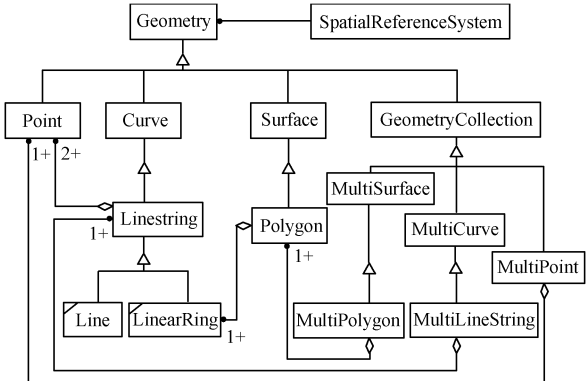 Geometry
SpatialReferenceSystem
Point
Curve
Surface
GeometryCollection
1+
2+
MultiSurface
Linestring
1+
Polygon
MultiCurve
1+
MultiPoint
Line
LinearRing
1+
MultiPolygon
MultiLineString